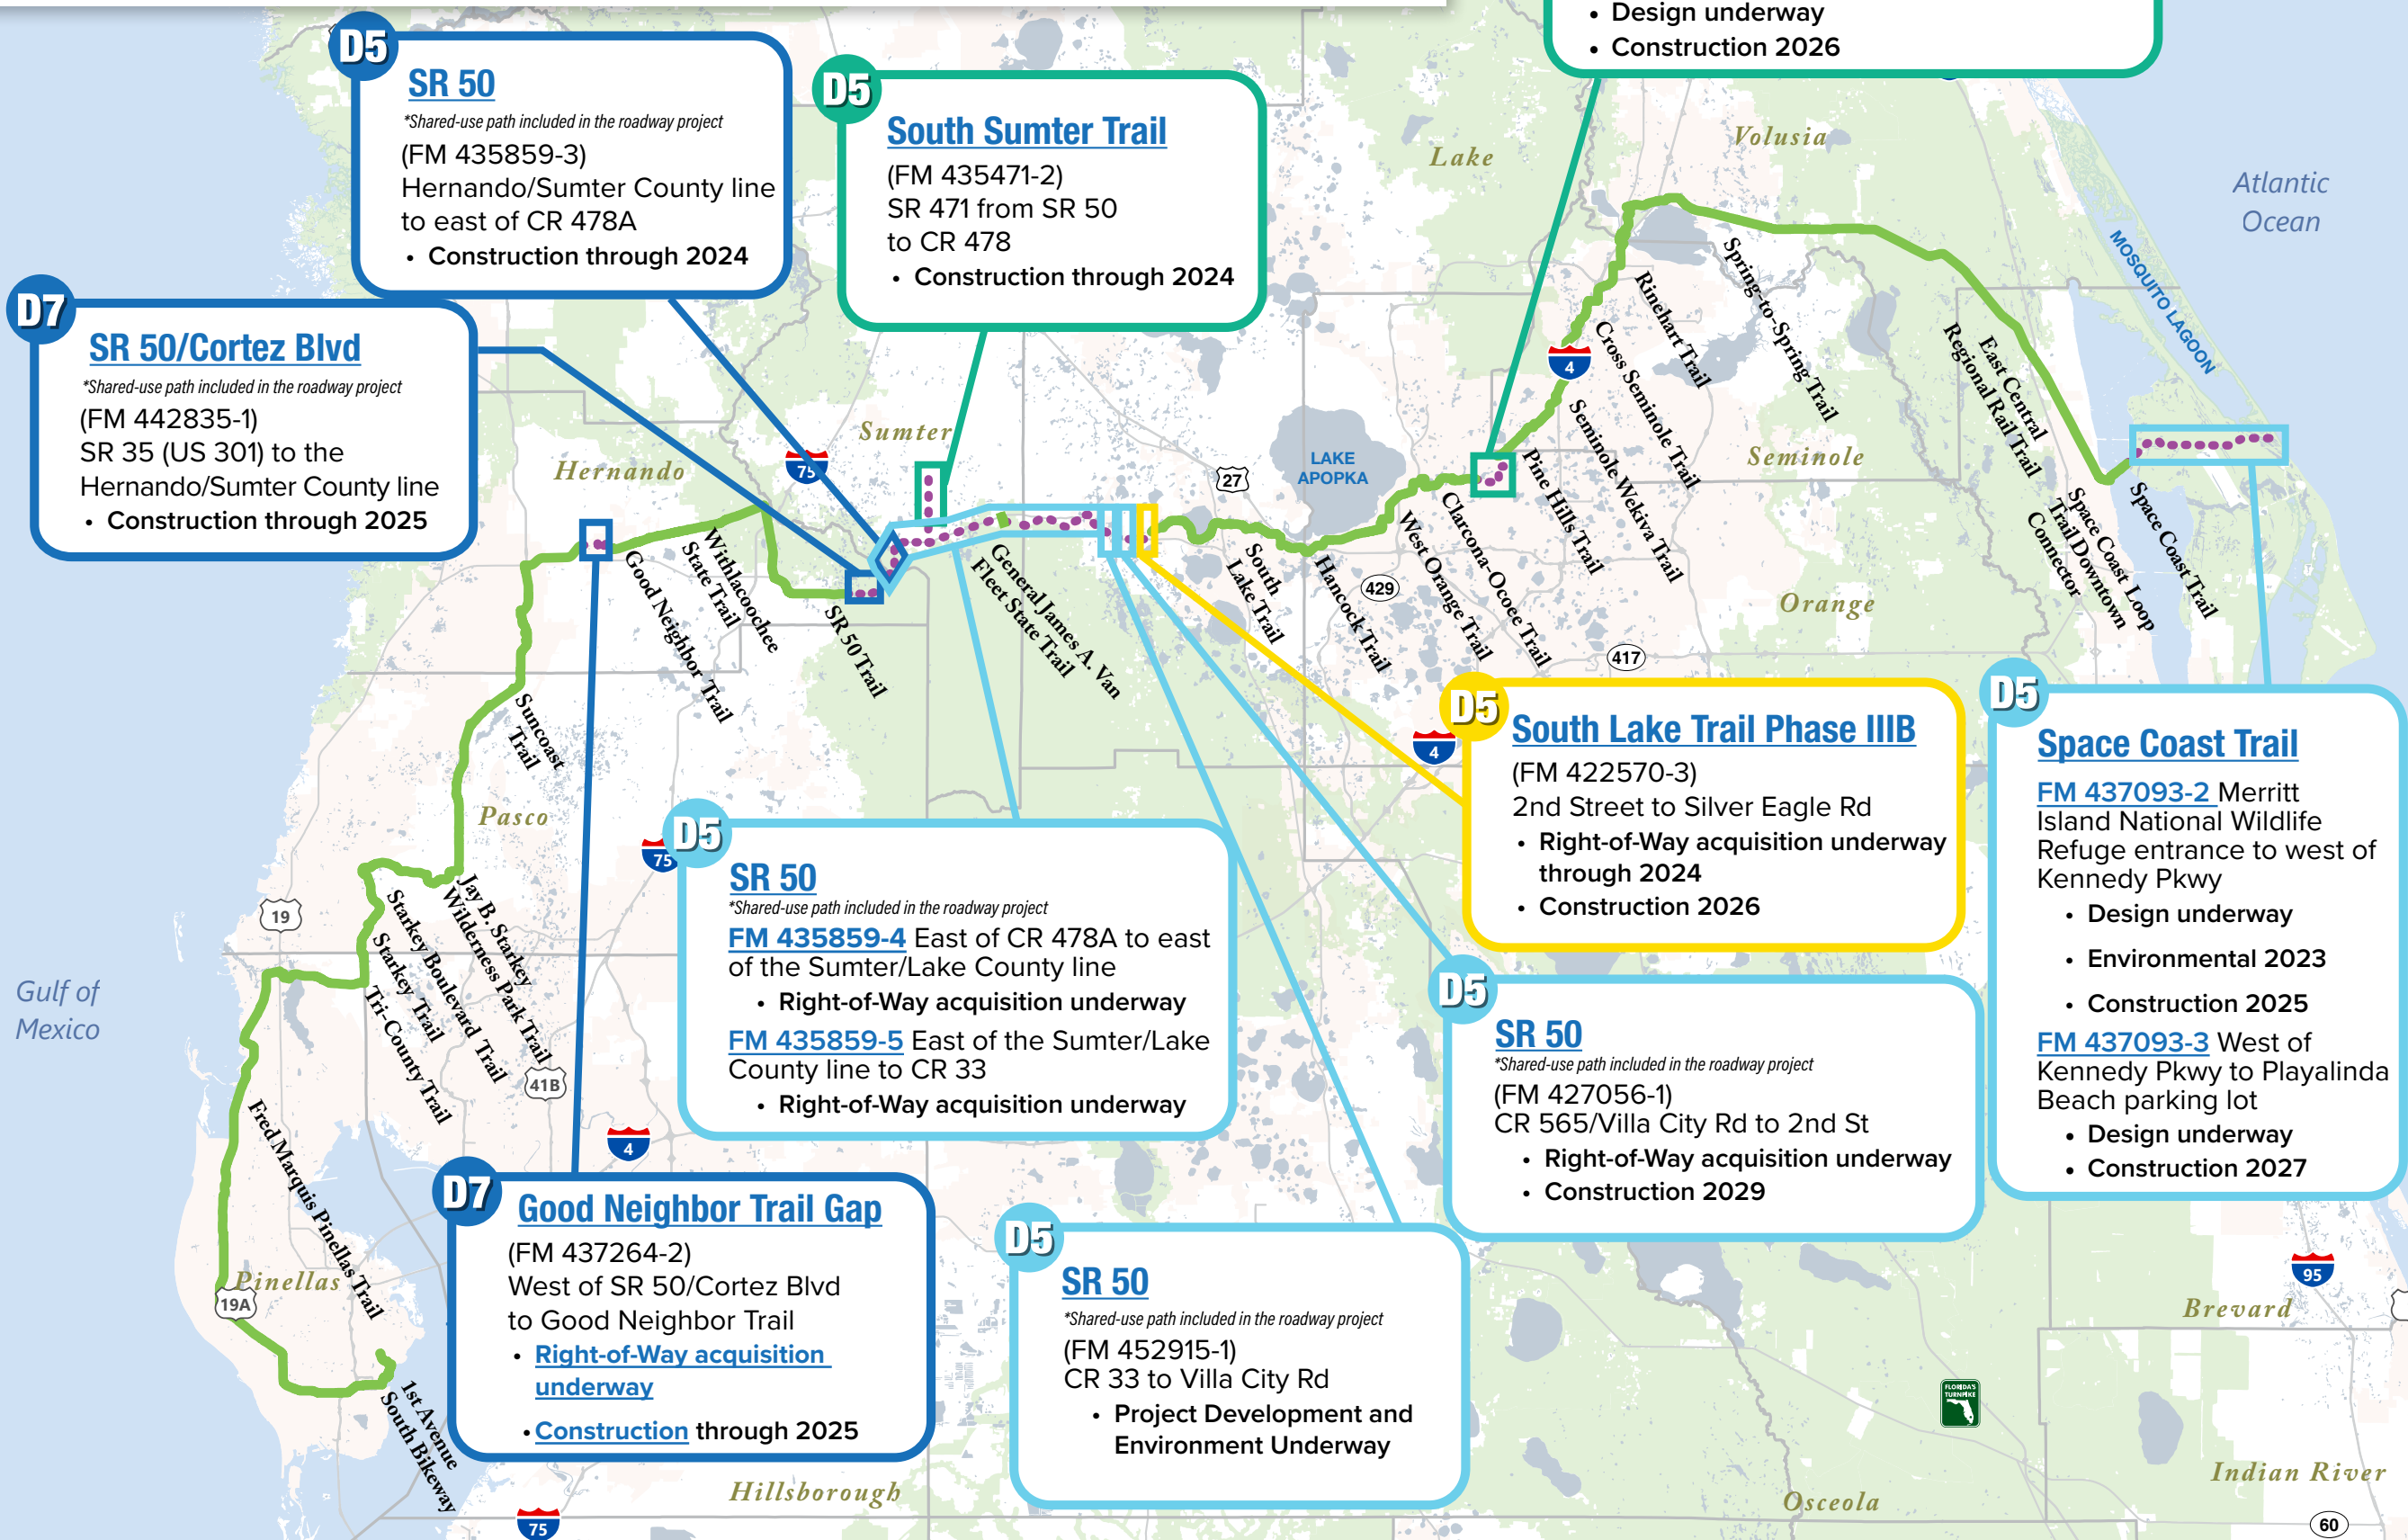 • Design underway
• Construction 2026
D5
SR 50
*Shared-use path included in the roadway project
(FM 435859-3)
Hernando/Sumter County line
to east of CR 478A
• Construction through 2024
D5
South Sumter Trail
(FM 435471-2)
SR 471 from SR 50
to CR 478
• Construction through 2024
D7
SR 50/Cortez Blvd
*Shared-use path included in the roadway project
(FM 442835-1)
SR 35 (US 301) to the
Hernando/Sumter County line
• Construction through 2025
Lake
Volusia
Atlantic
Ocean
MOSQUITO LAGOON
Sumter
Hernando
75
27
LAKE
APOPKA
4
Seminole
Orange
429
417
4
Good Neighbor Trail
Withlacoochee
State Trail
SR 50 Trail
General James A. Van
Fleet State Trail
South
Lake Trail
Hancock Trail
West Orange Trail
Clarcona-Ocoee Trail
Pine Hills Trail
Seminole Wekiva Trail
Cross Seminole Trail
Rinehart Trail
Spring-to-Spring Trail
East Central
Regional Rail Trail
Space Coast Loop
Trail Downtown
Connector
Space Coast Trail
Suncoast
Trail
Pasco
19
75
Jay B. Starkey
Wilderness Park Trail
Starkey Boulevard Trail
Starkey Trail
Tri-County Trail
41B
4
Gulf of
Mexico
Fred Marquis Pinellas Trail
Pinellas
19A
1st Avenue
South Bikeway
D5
SR 50
*Shared-use path included in the roadway project
FM 435859-4 East of CR 478A to east
of the Sumter/Lake County line
• Right-of-Way acquisition underway
FM 435859-5 East of the Sumter/Lake
County line to CR 33
• Right-of-Way acquisition underway
D5
South Lake Trail Phase IIIB
(FM 422570-3)
2nd Street to Silver Eagle Rd
• Right-of-Way acquisition underway
through 2024
• Construction 2026
D5
Space Coast Trail
FM 437093-2 Merritt
Island National Wildlife
Refuge entrance to west of
Kennedy Pkwy
• Design underway
• Environmental 2023
• Construction 2025
FM 437093-3 West of
Kennedy Pkwy to Playalinda
Beach parking lot
• Design underway
• Construction 2027
D5
SR 50
*Shared-use path included in the roadway project
(FM 427056-1)
CR 565/Villa City Rd to 2nd St
• Right-of-Way acquisition underway
• Construction 2029
D7
Good Neighbor Trail Gap
(FM 437264-2)
West of SR 50/Cortez Blvd
to Good Neighbor Trail
• Right-of-Way acquisition
underway
• Construction through 2025
D5
SR 50
*Shared-use path included in the roadway project
(FM 452915-1)
CR 33 to Villa City Rd
• Project Development and
Environment Underway
95
Brevard
FLORIDA'S
TURNPIKE
Indian River
Hillsborough
Osceola
75
60